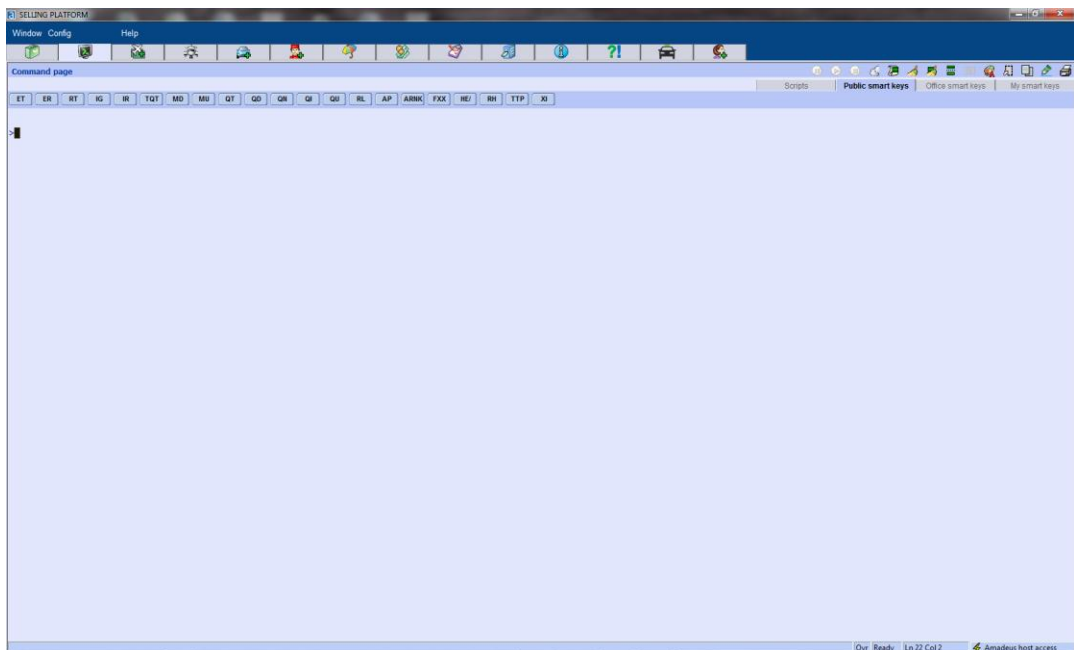 SELLING PLATFORM
Window Config Help
?!
Command page
Scripts Public smart keys Office smart keys My smart keys
ET ER RT IG IR TQT MD MU QT QD QN QI QU RL AP ARNK FXX HE/ RH TTP XI
>
Ovr Ready Ln 22 Col 2 Amadeus host access